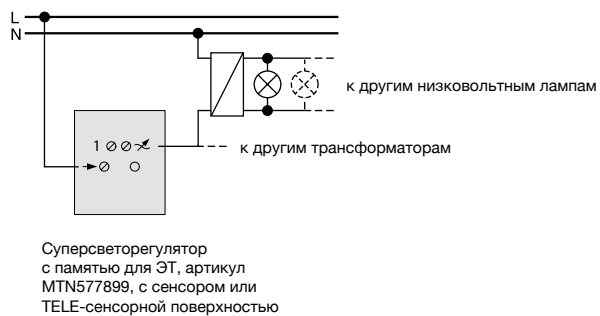 L
N
к другим низковольтным лампам
1
к другим трансформаторам
Суперсветорегулятор
с памятью для ЭТ, артикул
MTN577899, с сенсором или
TELE-сенсорной поверхностью